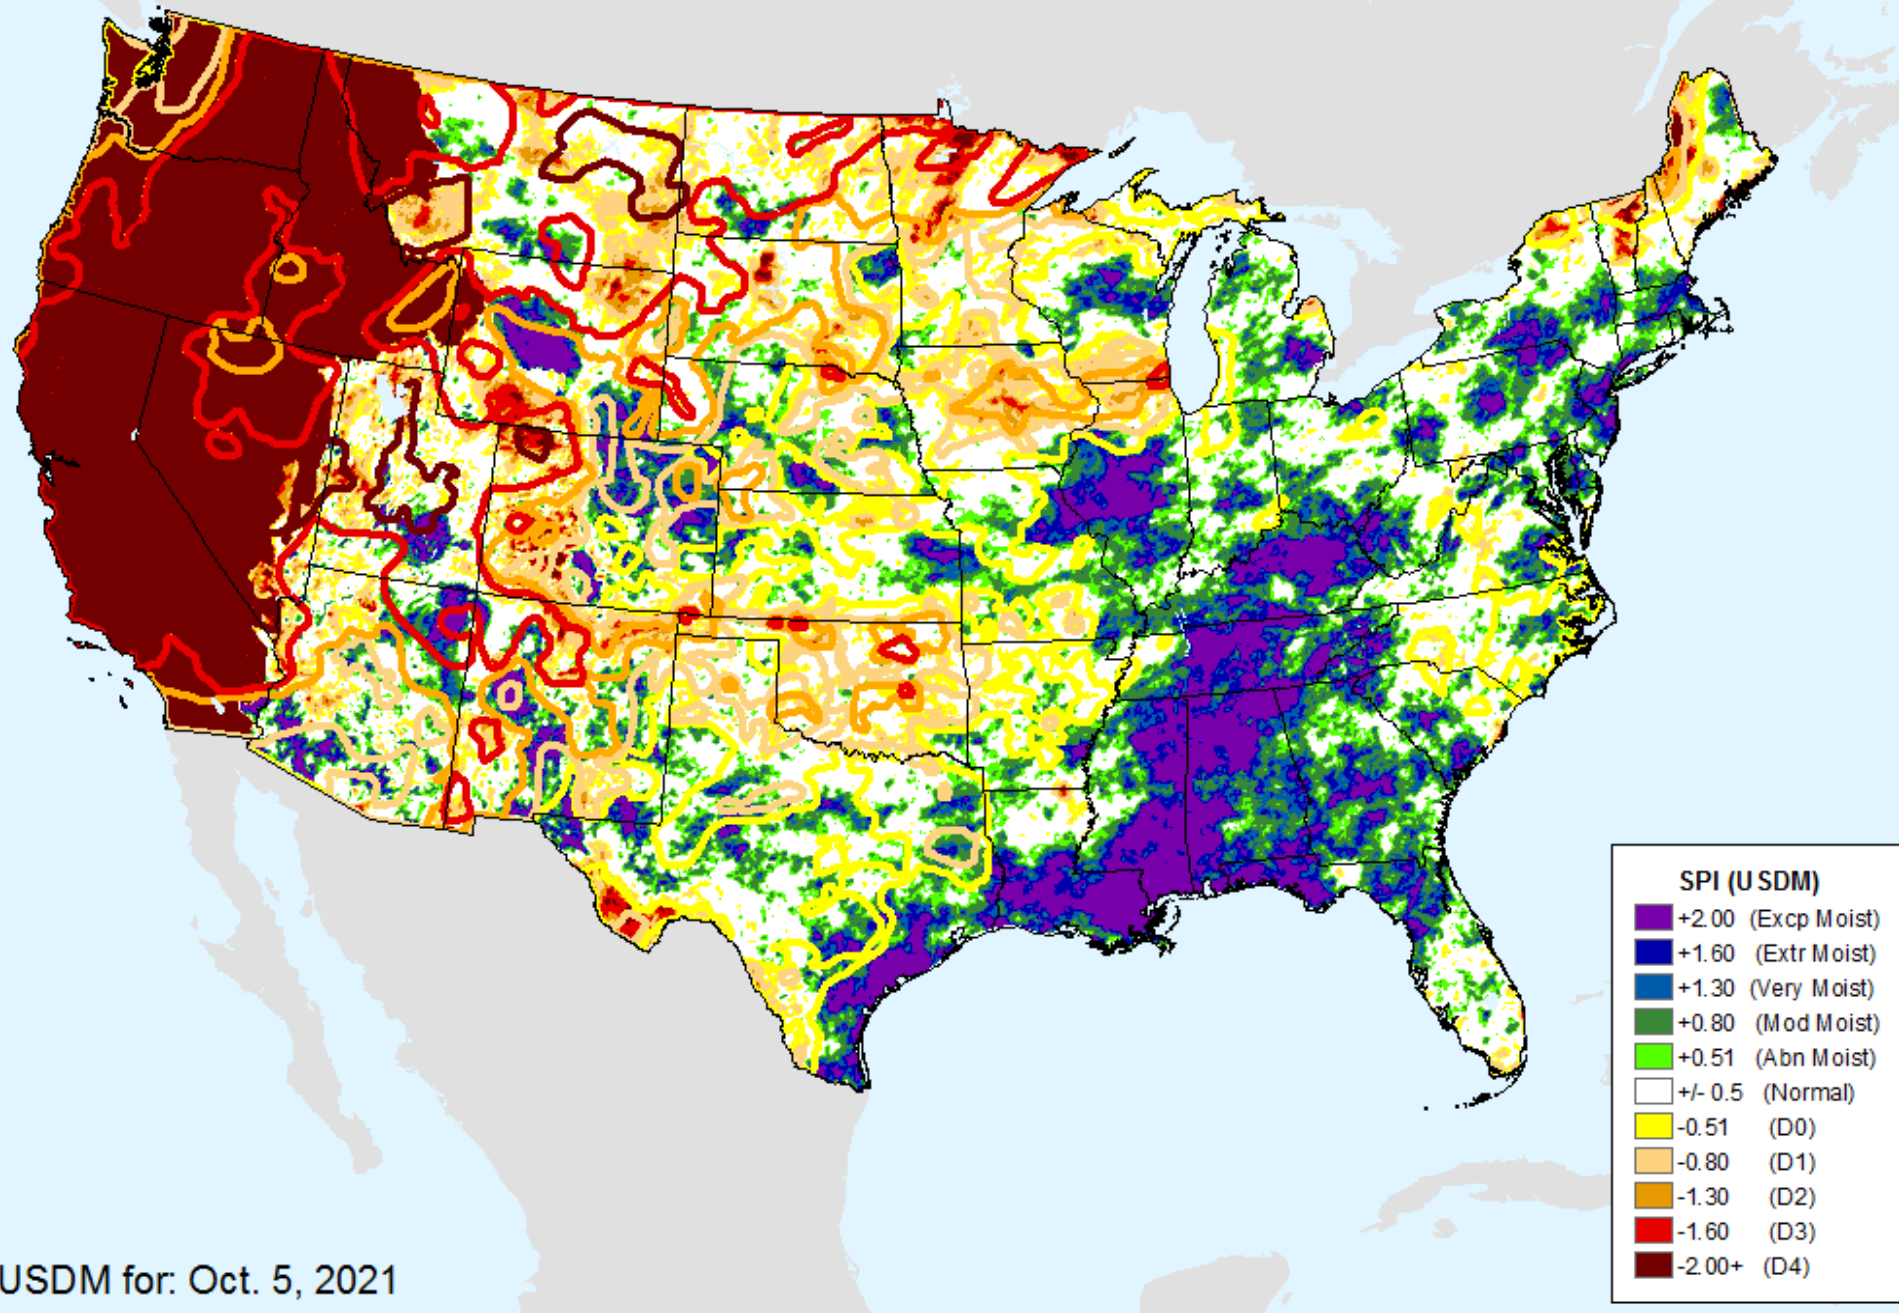 SPI (USDM)
+2.00 (Excp Moist)
+1.60 (Extr Moist)
+1.30 (Very Moist)
+0.80 (Mod Moist)
+0.51 (Abn Moist)
+/- 0.5 (Normal)
-0.51 (D0)
-0.80 (D1)
-1.30 (D2)
-1.60 (D3)
-2.00+ (D4)
USDM for: Oct. 5, 2021